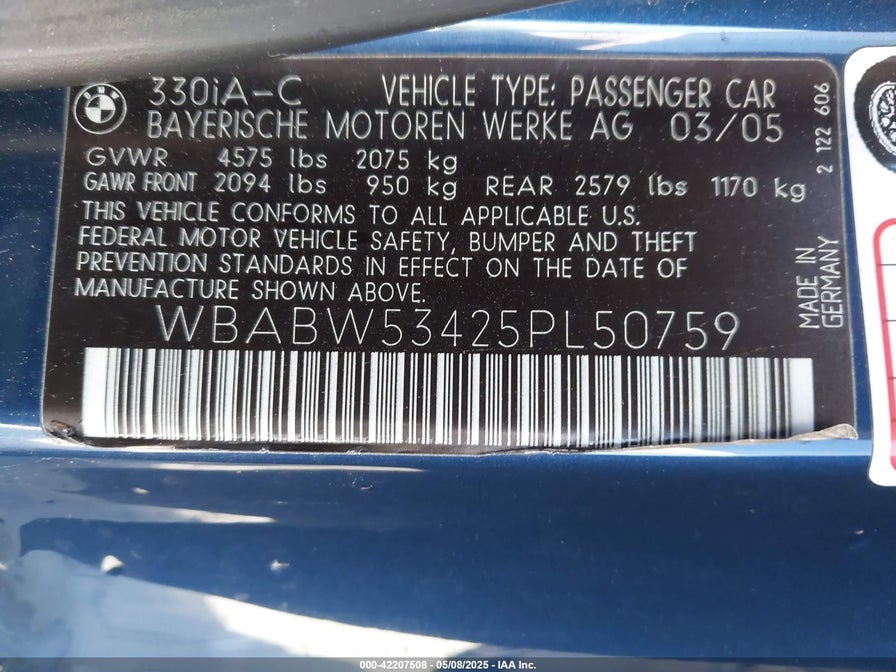 330iA-C VEHICLE TYPE: PASSENGER CAR
BAYERISCHE MOTOREN WERKE AG 03/05
GVWR 4575 lbs 2075 kg
GAWR FRONT 2094 lbs 950 kg REAR 2579 lbs 1170 kg
THIS VEHICLE CONFORMS TO ALL APPLICABLE U.S.
FEDERAL MOTOR VEHICLE SAFETY, BUMPER AND THEFT
PREVENTION STANDARDS IN EFFECT ON THE DATE OF
MANUFACTURE SHOWN ABOVE.
WBABW53425PL50759
2 122 606
MADE IN
GERMANY
000-42207508 — 05/08/2025 — IAA Inc.